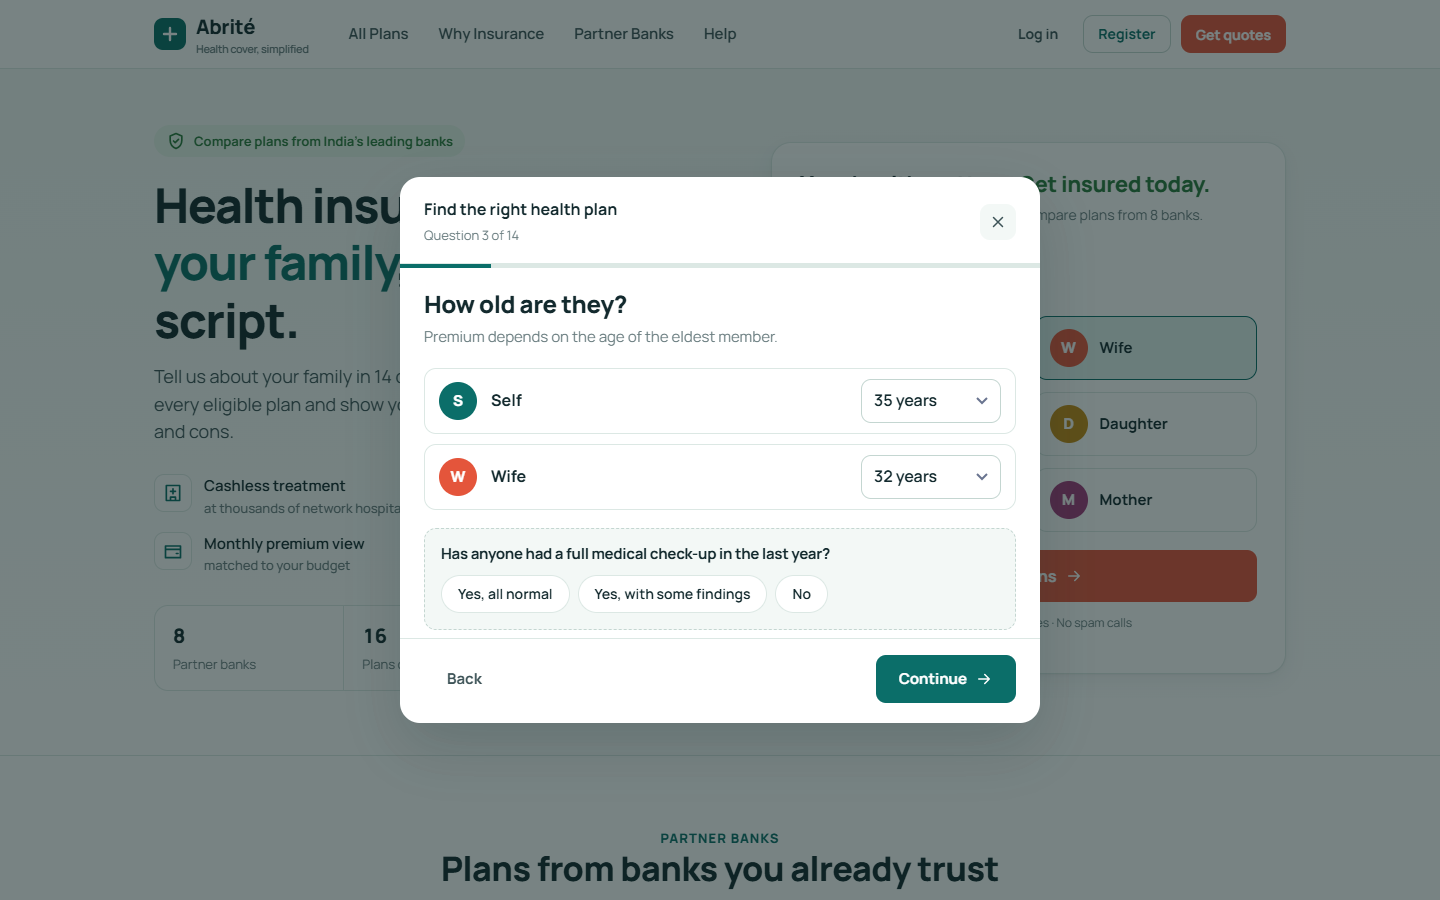 Abrité
Health cover, simplified
All Plans
Why Insurance
Partner Banks
Help
Log in
Register
Get quotes
Compare plans from India's leading banks
Health insu
your family,
script.
Tell us about your family in 14
every eligible plan and show yo
and cons.
Cashless treatment
at thousands of network hospita
Monthly premium view
matched to your budget
8
Partner banks
16
Plans
Find the right health plan
Question 3 of 14
How old are they?
Premium depends on the age of the eldest member.
S
Self
35 years
W
Wife
32 years
Has anyone had a full medical check-up in the last year?
Yes, all normal
Yes, with some findings
No
Back
Continue
et insured today.
mpare plans from 8 banks.
W
Wife
D
Daughter
M
Mother
ns
es · No spam calls
PARTNER BANKS
Plans from banks you already trust